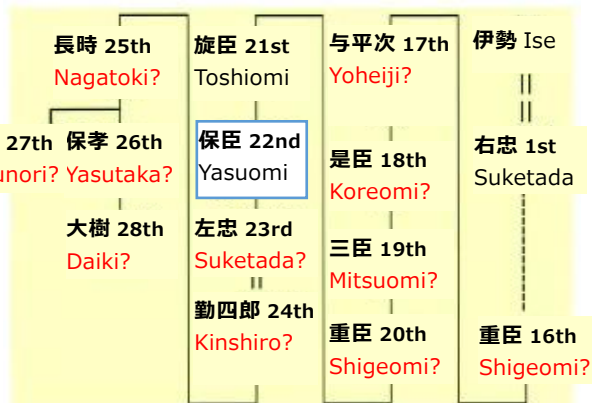 伊勢 Ise
右忠 1st
Suketada
重臣 16th
Shigeomi?
与平次 17th
Yoheiji?
是臣 18th
Koreomi?
三臣 19th
Mitsuomi?
重臣 20th
Shigeomi?
旋臣 21st
Toshiomi
保臣 22nd
Yasuomi
左忠 23rd
Suketada?
勤四郎 24th
Kinshiro?
長時 25th
Nagatoki?
保孝 26th
Yasutaka?
27th
unori?
大樹 28th
Daiki?